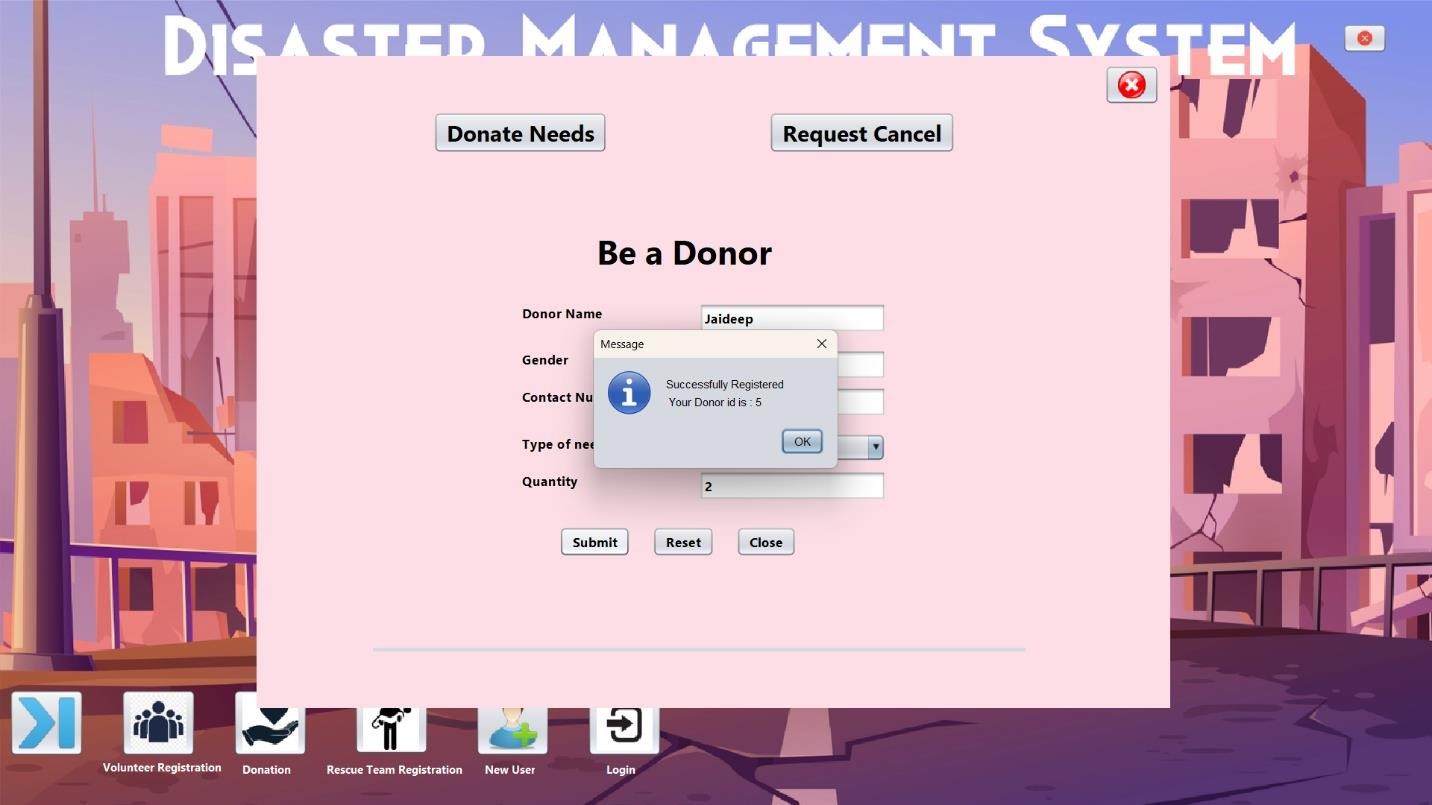 DISASTER MANAGEMENT SYSTEM
Donate Needs
Request Cancel
Be a Donor
Donor Name
Jaideep
Message
Gender
Successfully Registered
Your Donor id is : 5
Contact Nu
OK
Type of nee
Quantity
2
Submit
Reset
Close
Volunteer Registration
Donation
Rescue Team Registration
New User
Login